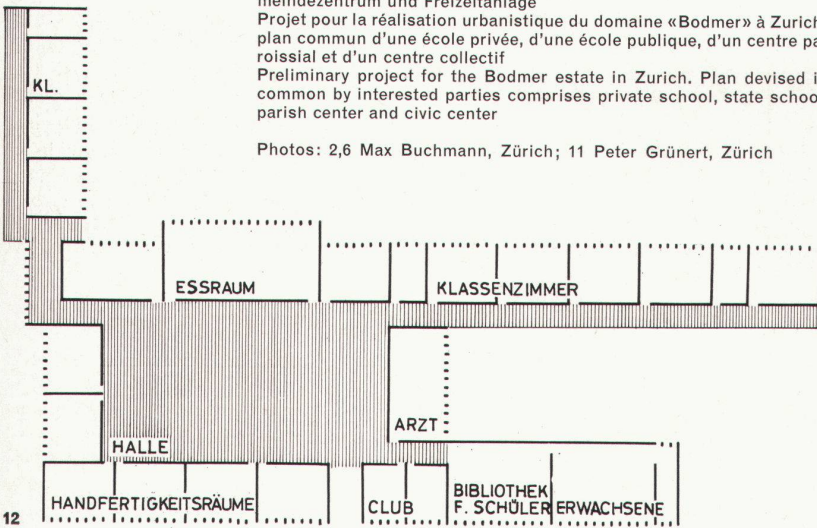 meindezentrum und Freizeitanlage
Projet pour la réalisation urbanistique du domaine «Bodmer» à Zurich
plan commun d'une école privée, d'une école publique, d'un centre pa
roissial et d'un centre collectif
Preliminary project for the Bodmer estate in Zurich. Plan devised i
common by interested parties comprises private school, state schoo
parish center and civic center
Photos: 2,6 Max Buchmann, Zürich; 11 Peter Grünert, Zürich
KL.
ESSRAUM
KLASSENZIMMER
ARZT
HALLE
HANDFERTIGKEITSRÄUME
CLUB
BIBLIOTHEK
F. SCHÜLER ERWACHSENE
12